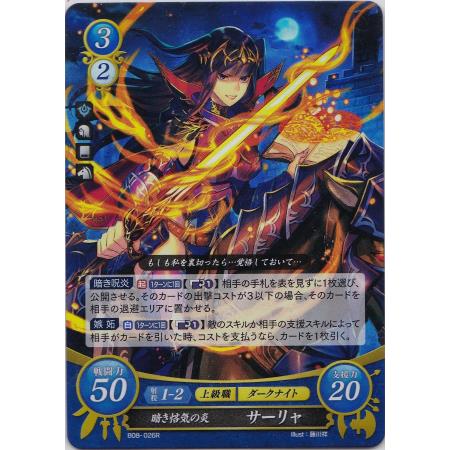 3
2
もしも私を裏切ったら…覚悟しておいて…
暗き呪炎 起 1ターンに1回 【1】相手の手札を表を見ずに1枚選び、
公開させる。そのカードの出撃コストが3以下の場合、そのカードを
相手の退避エリアに置かせる。
嫉妬 自 1ターンに1回 【1】敵のスキルか相手の支援スキルによって
相手がカードを引いた時、コストを支払うなら、カードを1枚引く。
戦闘力
50
射程 1-2
上級職
ダークナイト
支援力
20
暗き悋気の炎 サーリャ
B08-026R
Illust：藤川祥